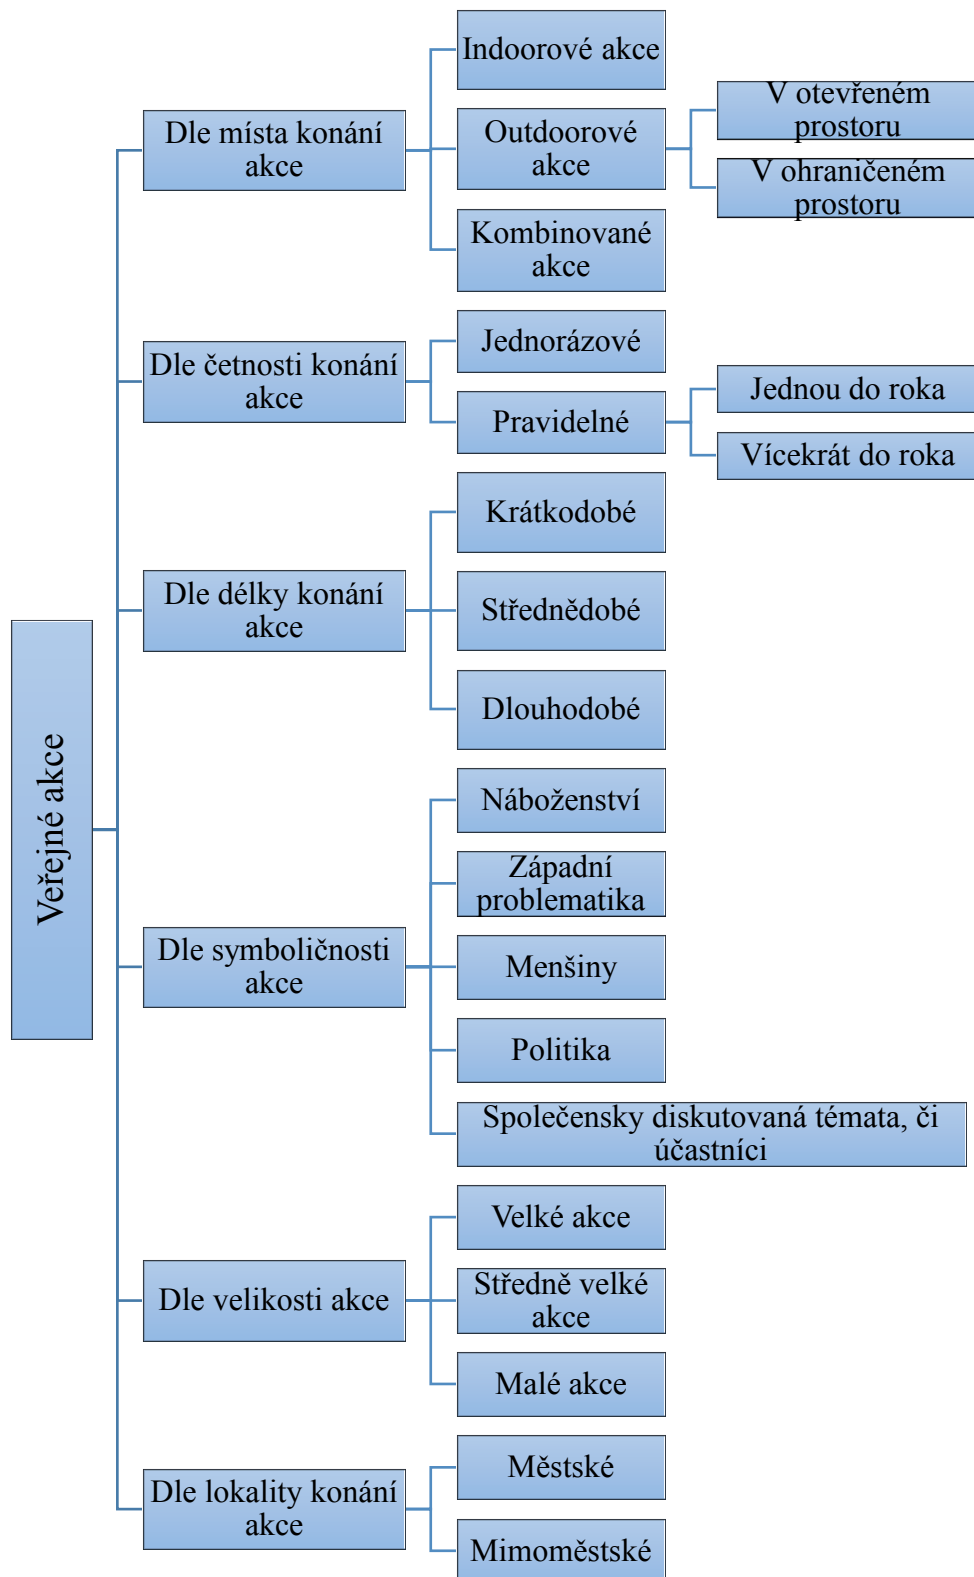 Veřejné akce
Dle místa konání
akce
Indoorové akce
Outdoorové
akce
V otevřeném
prostoru
V ohraničeném
prostoru
Kombinované
akce
Dle četnosti konání
akce
Jednorázové
Pravidelné
Jednou do roka
Vícekrát do roka
Dle délky konání
akce
Krátkodobé
Střednědobé
Dlouhodobé
Dle symboličnosti
akce
Náboženství
Západní
problematika
Menšiny
Politika
Společensky diskutovaná témata, či
účastníci
Dle velikosti akce
Velké akce
Středně velké
akce
Malé akce
Dle lokality konání
akce
Městské
Mimoměstské